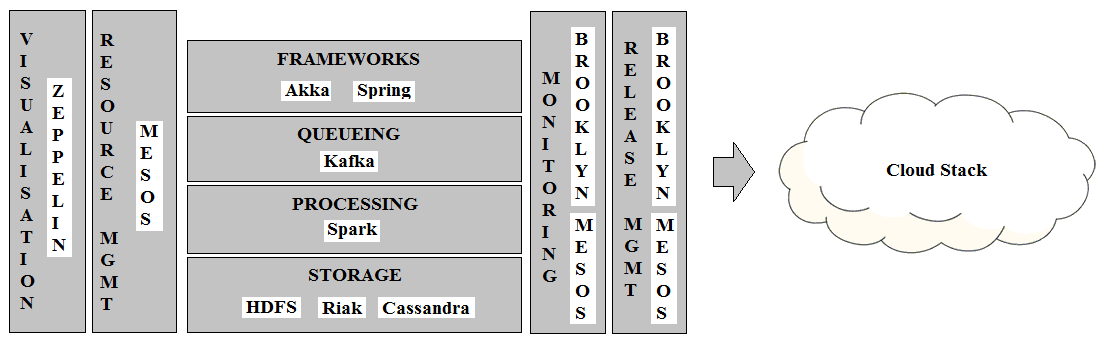 VISUALISATION
ZEPPELIN
RESOURCE MGMT
MESOS
FRAMEWORKS
Akka Spring
QUEUEING
Kafka
PROCESSING
Spark
STORAGE
HDFS Riak Cassandra
MONITORING
BROOKLYN
MESOS
RELEASE MGMT
BROOKLYN
MESOS
Cloud Stack